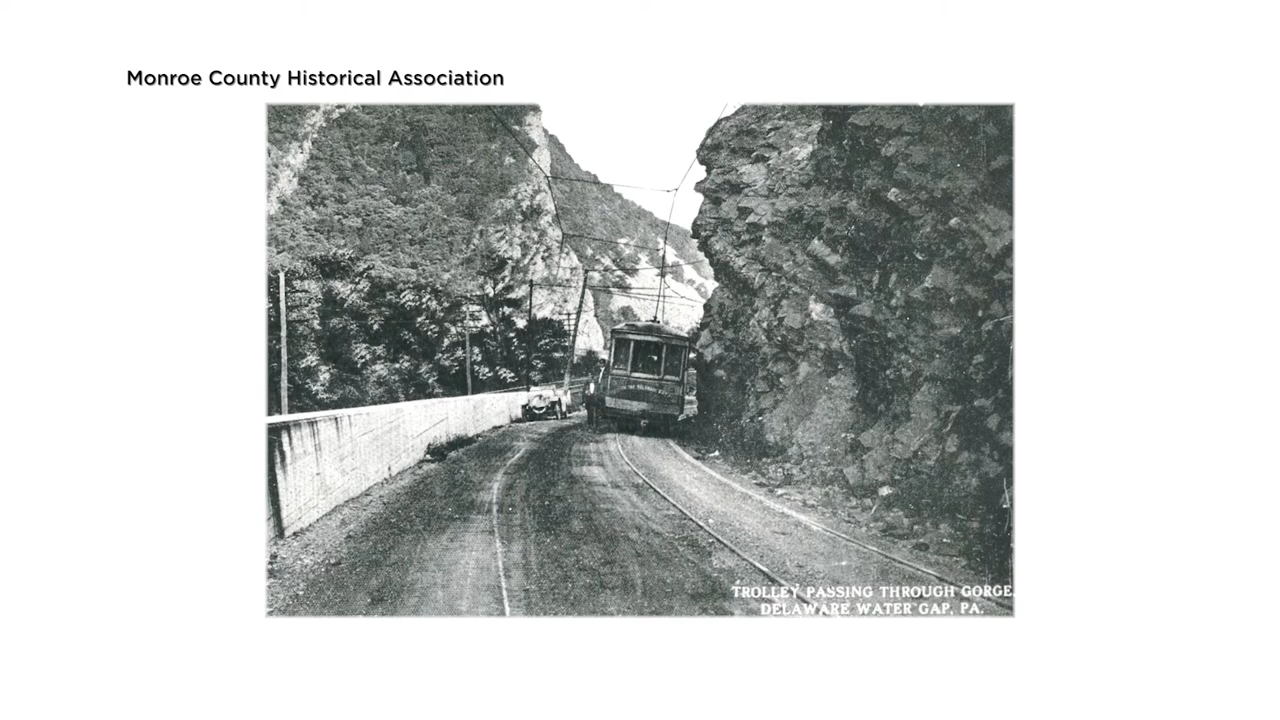 Monroe County Historical Association
TROLLEY PASSING THROUGH GORGE
DELAWARE WATER GAP, PA.